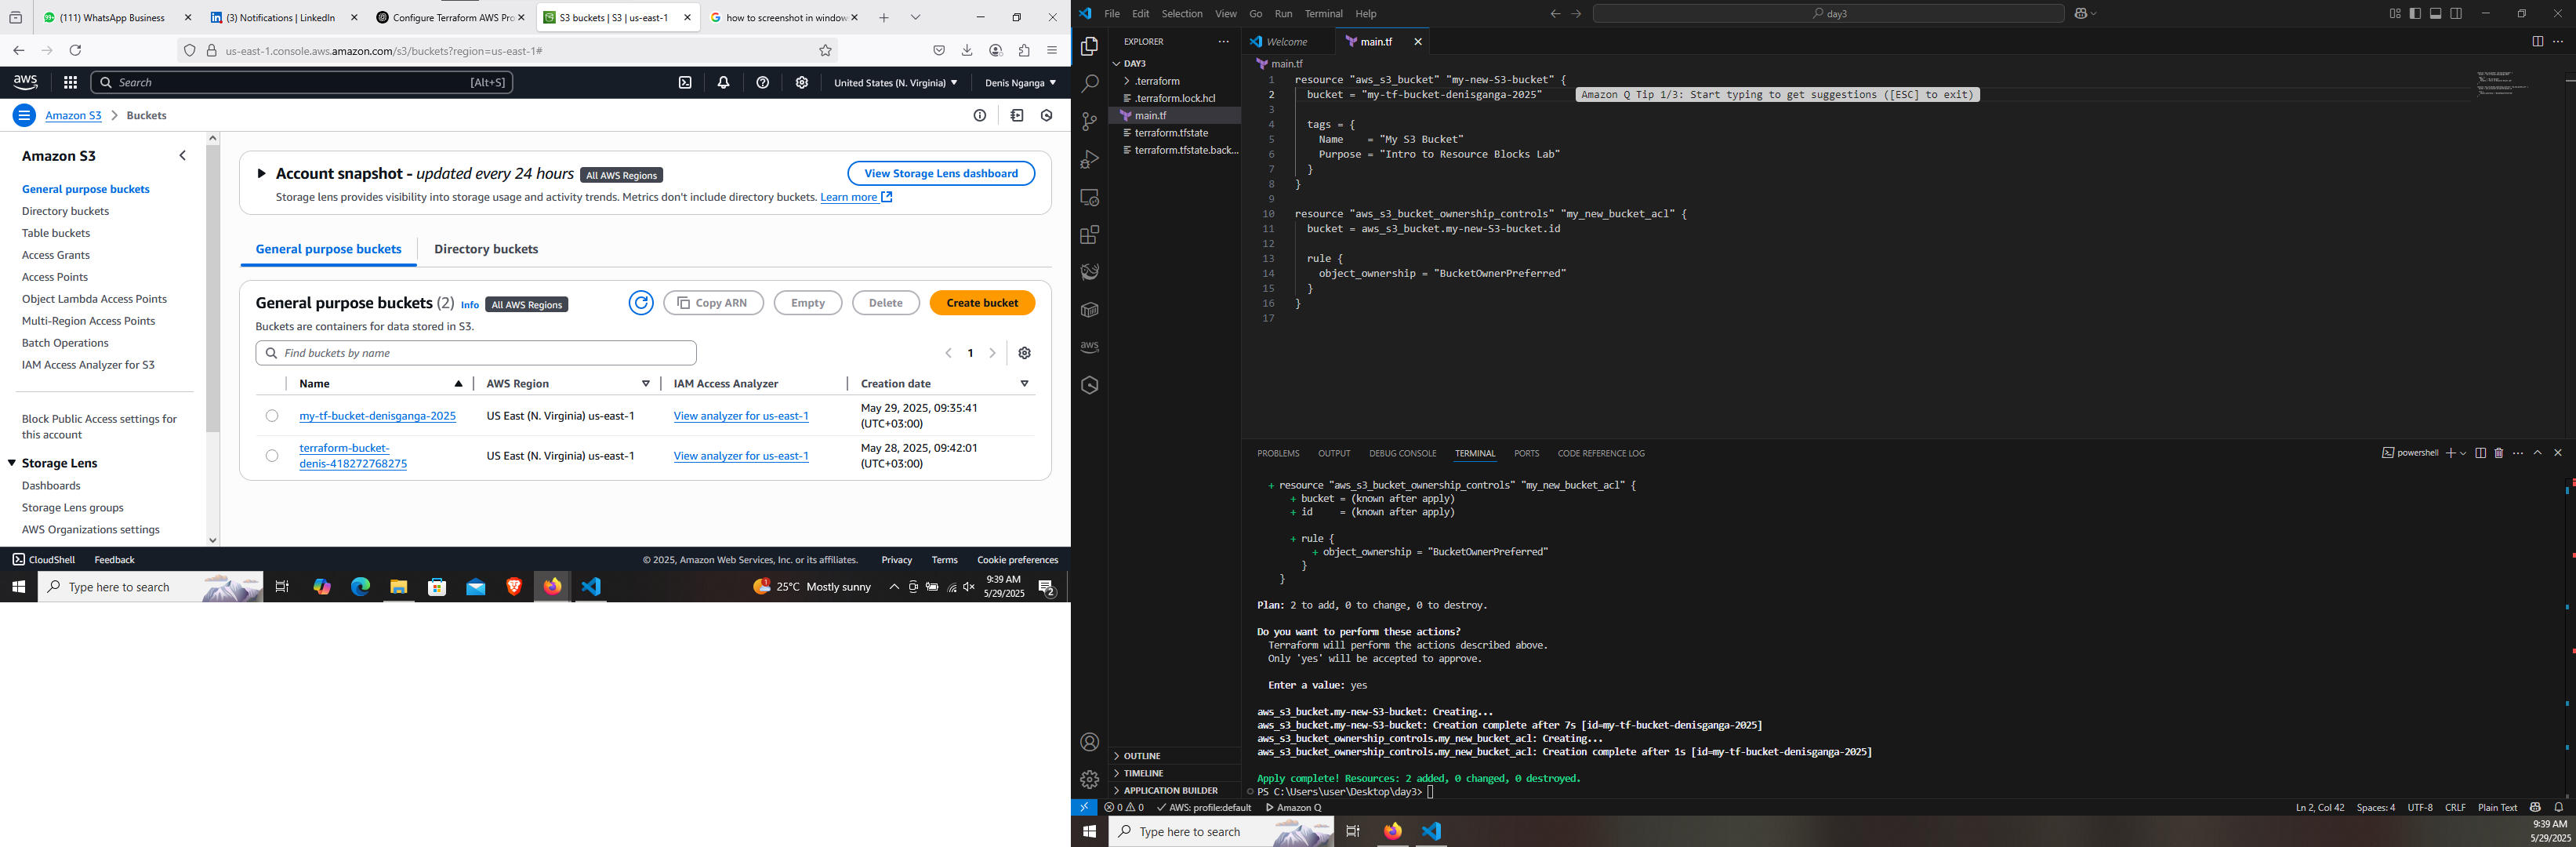 (111) WhatsApp Business
(3) Notifications | LinkedIn
Configure Terraform AWS Pro
S3 buckets | S3 | us-east-1
how to screenshot in window
us-east-1.console.aws.amazon.com/s3/buckets?region=us-east-1#
aws
Search
[Alt+S]
United States (N. Virginia)
Denis Nganga
Amazon S3
Buckets
Amazon S3
General purpose buckets
Directory buckets
Table buckets
Access Grants
Access Points
Object Lambda Access Points
Multi-Region Access Points
Batch Operations
IAM Access Analyzer for S3
Block Public Access settings for
this account
Storage Lens
Dashboards
Storage Lens groups
AWS Organizations settings
Account snapshot - updated every 24 hours All AWS Regions
View Storage Lens dashboard
Storage lens provides visibility into storage usage and activity trends. Metrics don't include directory buckets. Learn more
General purpose buckets
Directory buckets
General purpose buckets (2) Info All AWS Regions
Copy ARN
Empty
Delete
Create bucket
Buckets are containers for data stored in S3.
Find buckets by name
1
Name
AWS Region
IAM Access Analyzer
Creation date
my-tf-bucket-denisganga-2025
US East (N. Virginia) us-east-1
View analyzer for us-east-1
May 29, 2025, 09:35:41
(UTC+03:00)
terraform-bucket-
denis-418272768275
US East (N. Virginia) us-east-1
View analyzer for us-east-1
May 28, 2025, 09:42:01
(UTC+03:00)
CloudShell
Feedback
© 2025, Amazon Web Services, Inc. or its affiliates.
Privacy
Terms
Cookie preferences
Type here to search
25°C Mostly sunny
9:39 AM
5/29/2025
2
File Edit Selection View Go Run Terminal Help
day3
EXPLORER
DAY3
.terraform
.terraform.lock.hcl
main.tf
terraform.tfstate
terraform.tfstate.back...
OUTLINE
TIMELINE
APPLICATION BUILDER
Welcome
main.tf
main.tf
1 resource "aws_s3_bucket" "my-new-S3-bucket" {
2 bucket = "my-tf-bucket-denisganga-2025" Amazon Q Tip 1/3: Start typing to get suggestions ([ESC] to exit)
3
4 tags = {
5 Name = "My S3 Bucket"
6 Purpose = "Intro to Resource Blocks Lab"
7 }
8 }
9
10 resource "aws_s3_bucket_ownership_controls" "my_new_bucket_acl" {
11 bucket = aws_s3_bucket.my-new-S3-bucket.id
12
13 rule {
14 object_ownership = "BucketOwnerPreferred"
15 }
16 }
17
PROBLEMS OUTPUT DEBUG CONSOLE TERMINAL PORTS CODE REFERENCE LOG
powershell
+ resource "aws_s3_bucket_ownership_controls" "my_new_bucket_acl" {
+ bucket = (known after apply)
+ id = (known after apply)
+ rule {
+ object_ownership = "BucketOwnerPreferred"
}
}
Plan: 2 to add, 0 to change, 0 to destroy.
Do you want to perform these actions?
Terraform will perform the actions described above.
Only 'yes' will be accepted to approve.
Enter a value: yes
aws_s3_bucket.my-new-S3-bucket: Creating...
aws_s3_bucket.my-new-S3-bucket: Creation complete after 7s [id=my-tf-bucket-denisganga-2025]
aws_s3_bucket_ownership_controls.my_new_bucket_acl: Creating...
aws_s3_bucket_ownership_controls.my_new_bucket_acl: Creation complete after 1s [id=my-tf-bucket-denisganga-2025]
Apply complete! Resources: 2 added, 0 changed, 0 destroyed.
PS C:\Users\user\Desktop\day3>
0 0 AWS: profile:default Amazon Q
Ln 2, Col 42 Spaces: 4 UTF-8 CRLF Plain Text
Type here to search
9:39 AM
5/29/2025